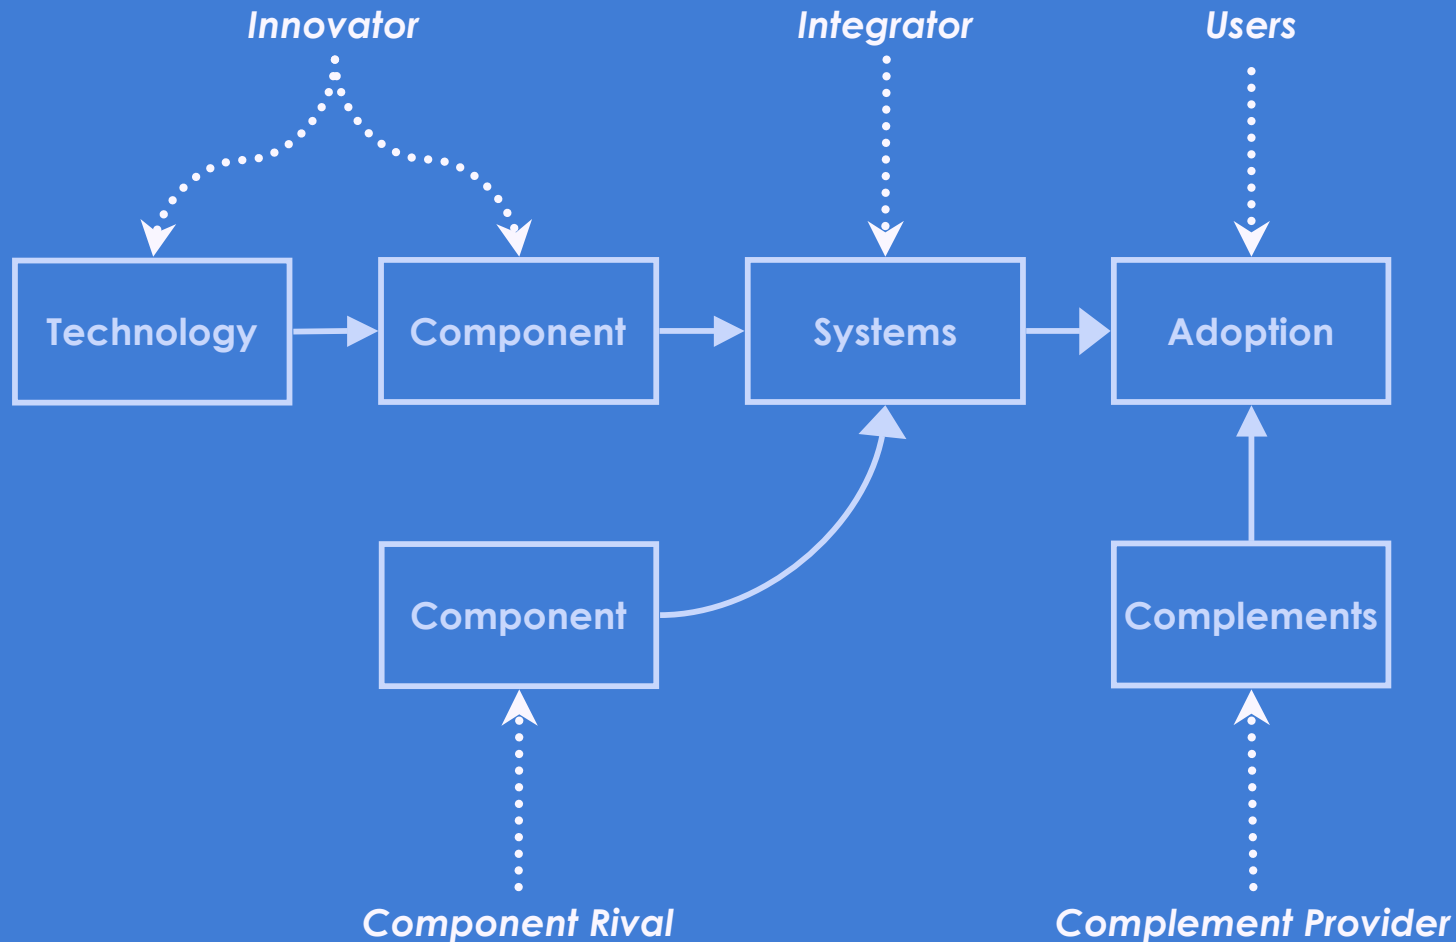 Innovator
Integrator
Users
Technology
Component
Systems
Adoption
Component
Complements
Component Rival
Complement Provider